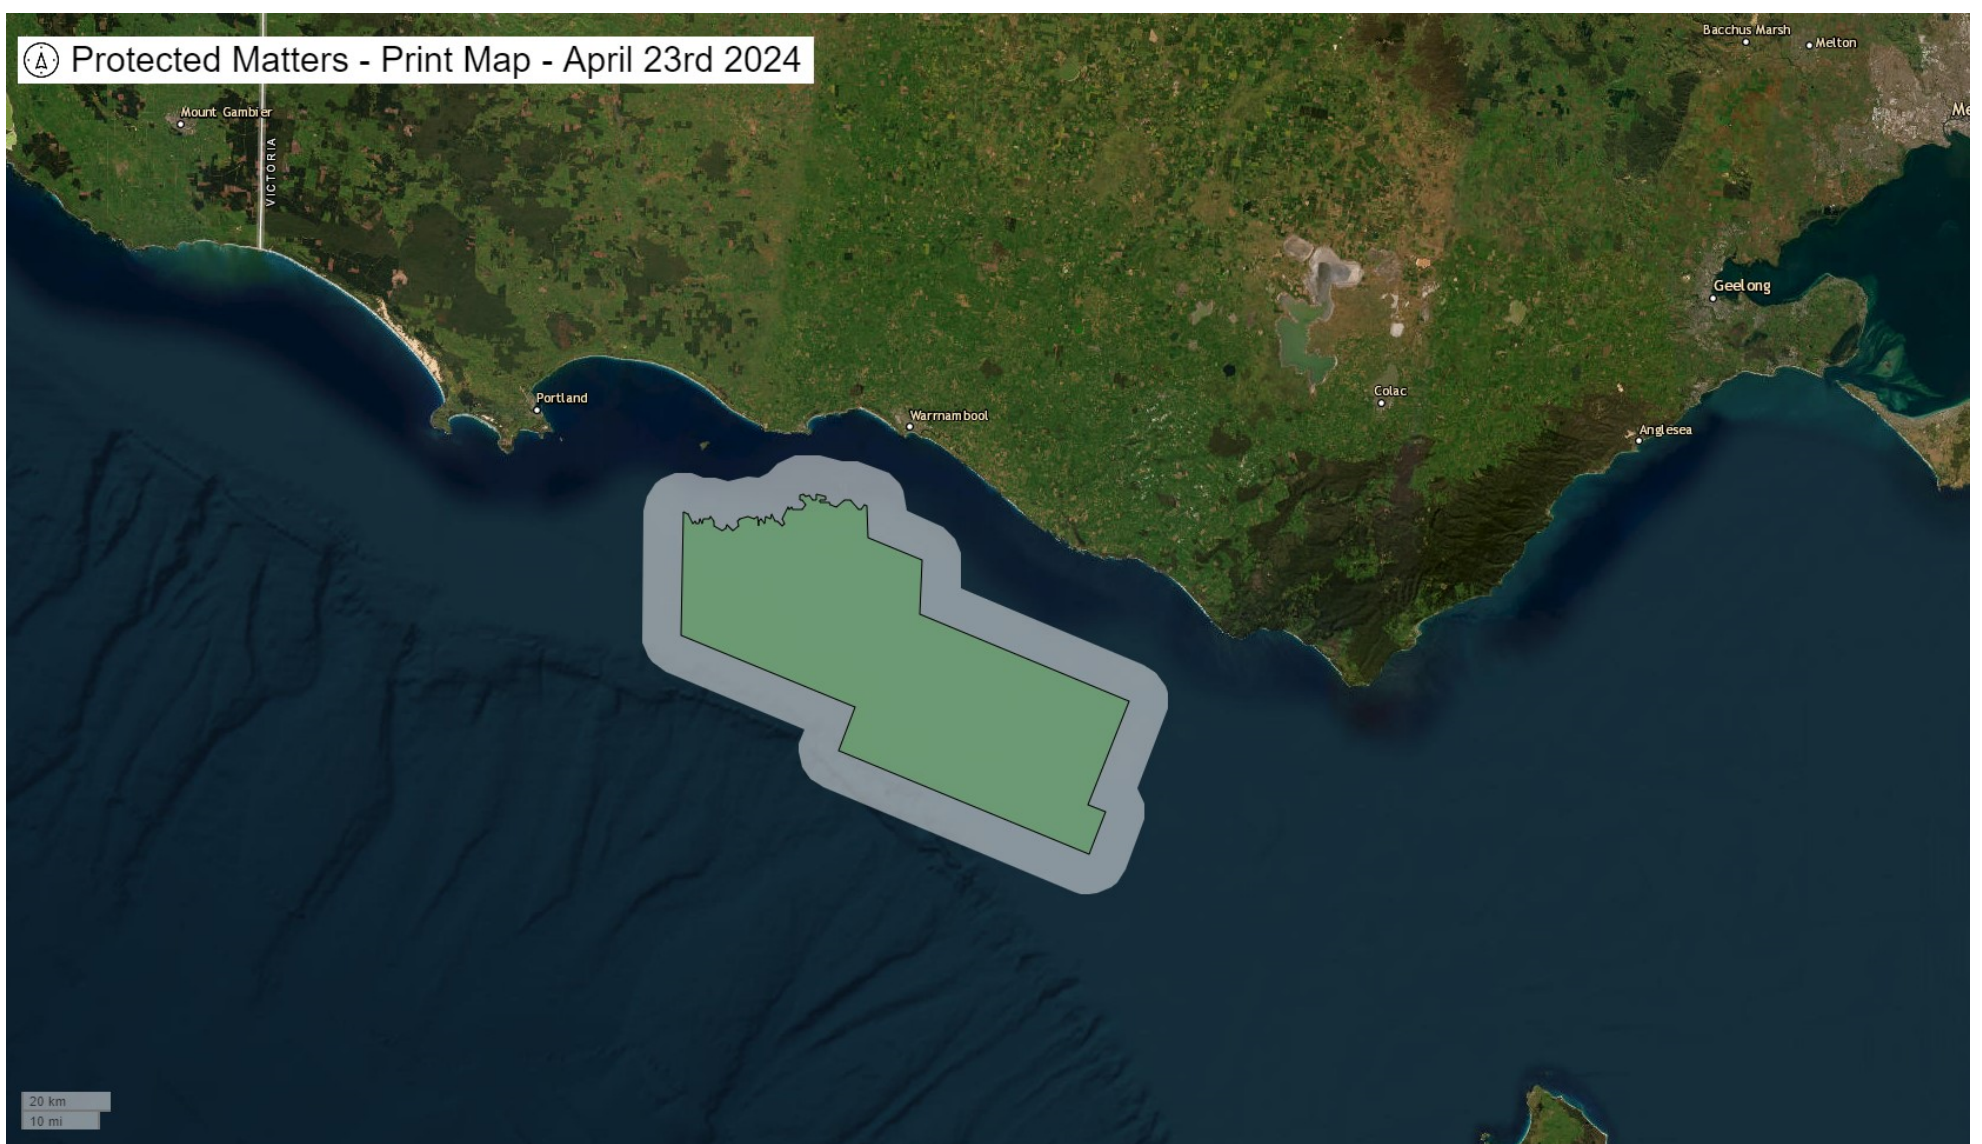 Protected Matters - Print Map - April 23rd 2024
Bacchus Marsh
Melton
Mount Gambier
Me
VICTORIA
Geelong
Portland
Colac
Warrnambool
Anglesea
20 km
10 mi